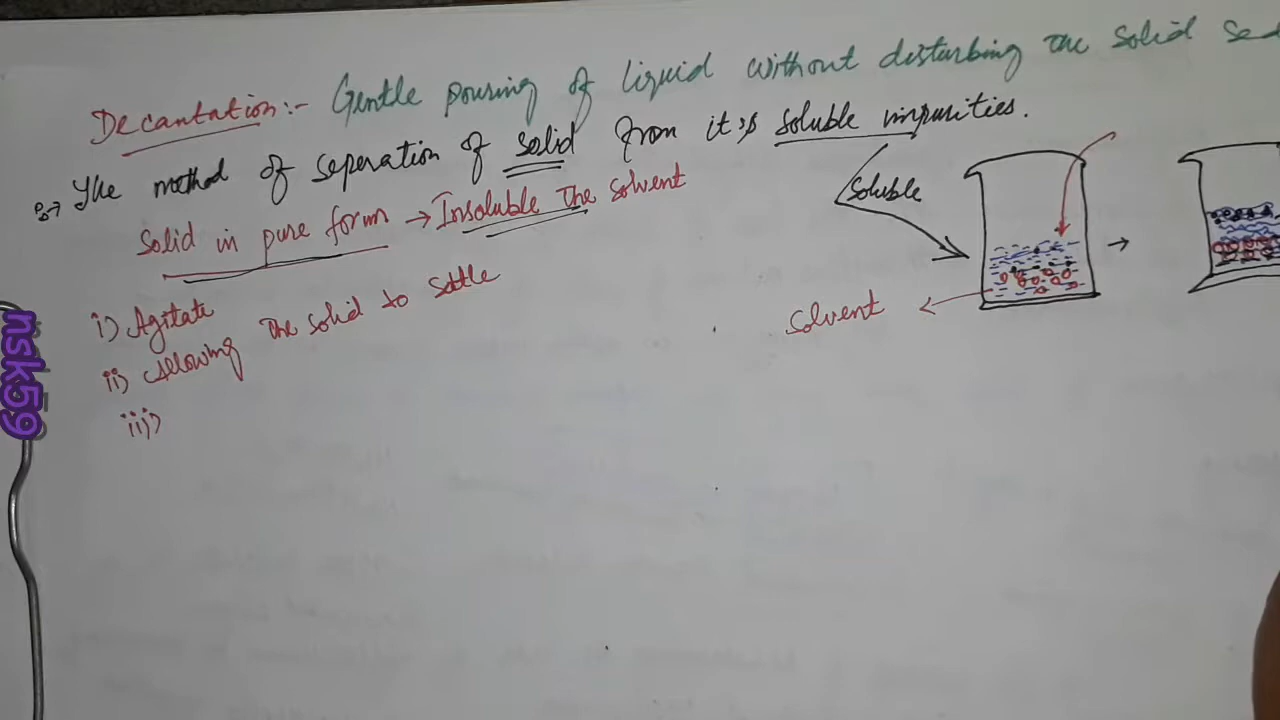 Decantation:- Gentle pouring of liquid without disturbing the solid sed
The method of seperation of solid from it's soluble impurities.
Solid in pure form → Insoluble the solvent
i) Agitate
ii) Allowing the solid to settle
iii)
Soluble
→
solvent
nsk59